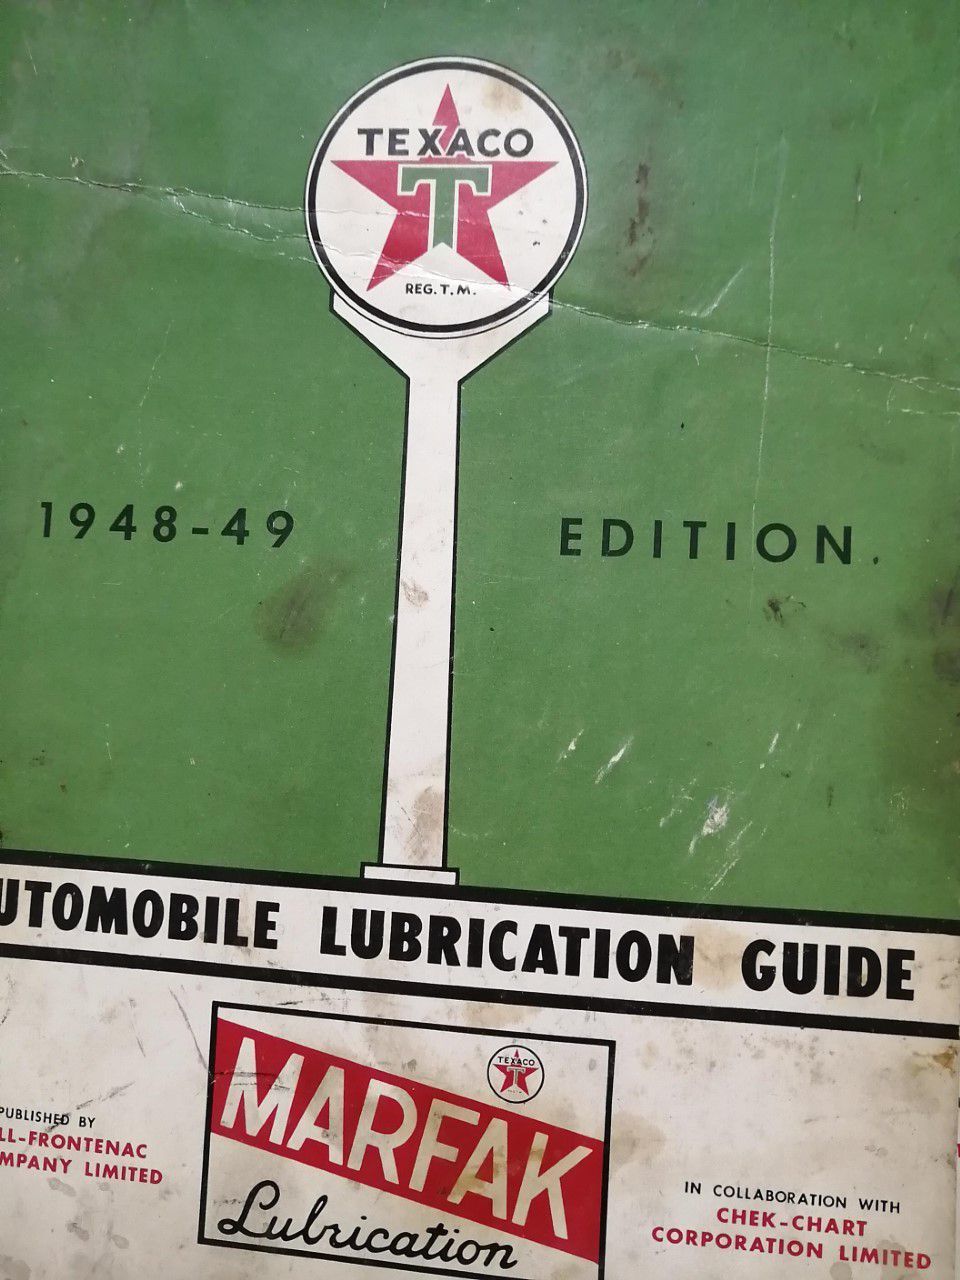 TEXACO
T
REG. T. M.
1948-49 EDITION.
UTOMOBILE LUBRICATION GUIDE
TEXACO
T
MARFAK
Lubrication
PUBLISHED BY
LL-FRONTENAC
MPANY LIMITED
IN COLLABORATION WITH
CHEK-CHART
CORPORATION LIMITED